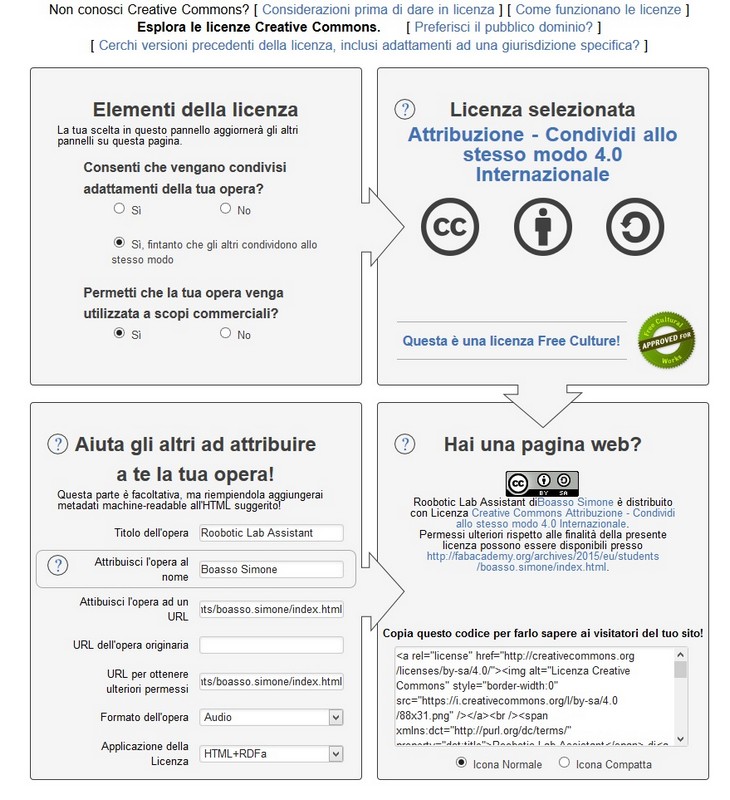 Non conosci Creative Commons? [ Considerazioni prima di dare in licenza ] [ Come funzionano le licenze ]
Esplora le licenze Creative Commons. [ Preferisci il pubblico dominio? ]
[ Cerchi versioni precedenti della licenza, inclusi adattamenti ad una giurisdizione specifica? ]
Elementi della licenza
La tua scelta in questo pannello aggiornerà gli altri
pannelli su questa pagina.
Consenti che vengano condivisi
adattamenti della tua opera?
Sì No
Sì, fintanto che gli altri condividono allo
stesso modo
Permetti che la tua opera venga
utilizzata a scopi commerciali?
Sì No
? Licenza selezionata
Attribuzione - Condividi allo
stesso modo 4.0
Internazionale
cc
Questa è una licenza Free Culture!
Free Cultural
APPROVED FOR
Works
? Aiuta gli altri ad attribuire
a te la tua opera!
Questa parte è facoltativa, ma riempiendola aggiungerai
metadati machine-readable all'HTML suggerito!
Titolo dell'opera Roobotic Lab Assistant
? Attribuisci l'opera al
nome Boasso Simone
Attibuisci l'opera ad un
URL nts/boasso.simone/index.html
URL dell'opera originaria
URL per ottenere
ulteriori permessi nts/boasso.simone/index.html
Formato dell'opera Audio
Applicazione della
Licenza HTML+RDFa
? Hai una pagina web?
cc
BY SA
Roobotic Lab Assistant diBoasso Simone è distribuito
con Licenza Creative Commons Attribuzione - Condividi
allo stesso modo 4.0 Internazionale.
Permessi ulteriori rispetto alle finalità della presente
licenza possono essere disponibili presso
http://fabacademy.org/archives/2015/eu/students
/boasso.simone/index.html.
Copia questo codice per farlo sapere ai visitatori del tuo sito!
<a rel="license" href="http://creativecommons.org
/licenses/by-sa/4.0/"><img alt="Licenza Creative
Commons" style="border-width:0"
src="https://i.creativecommons.org/l/by-sa/4.0
/88x31.png" /></a><br /><span
xmlns:dct="http://purl.org/dc/terms/"
property="dct:title">Roobotic Lab Assistant</span> di<a
Icona Normale Icona Compatta